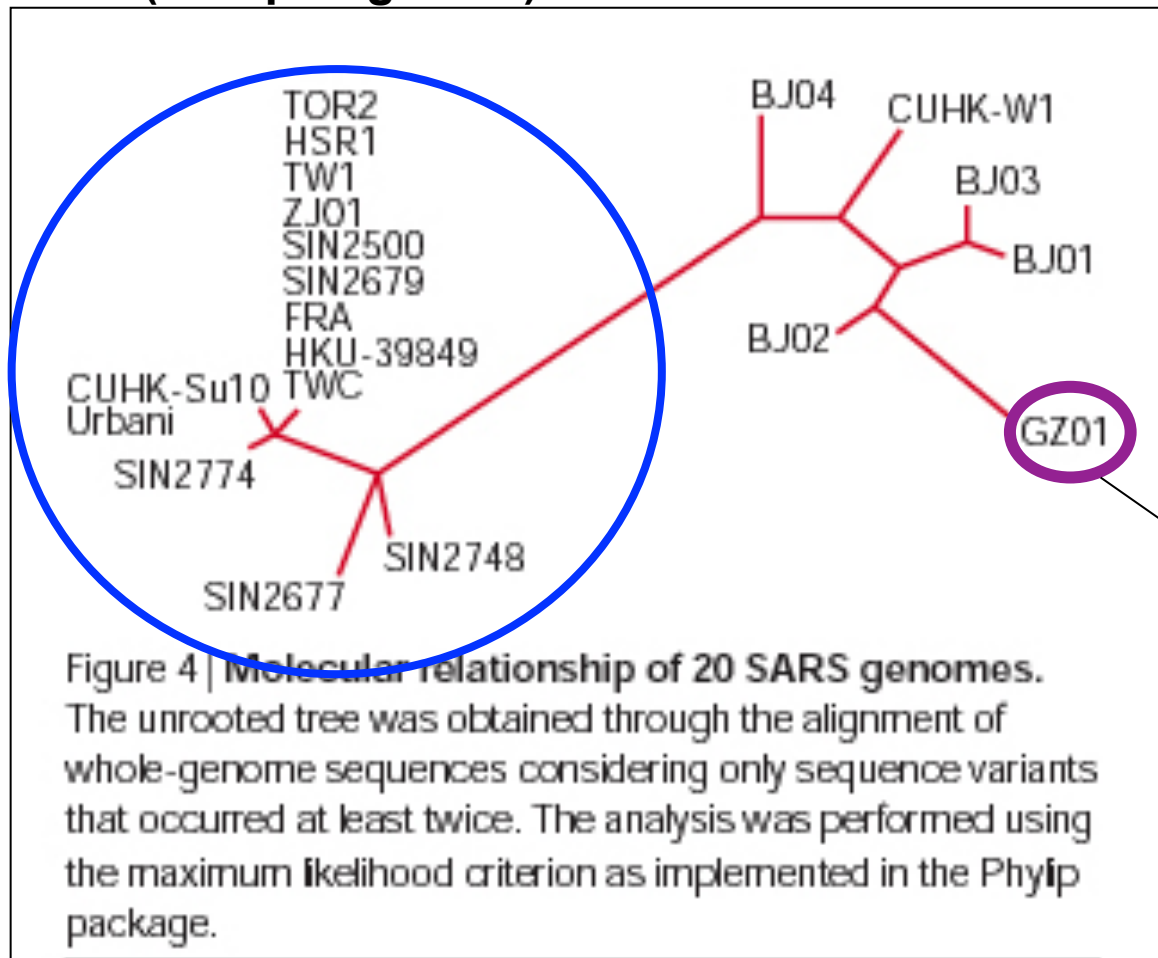 TOR2
HSR1
TW1
ZJ01
SIN2500
SIN2679
FRA
HKU-39849
TWC
CUHK-Su10
Urbani
SIN2774
SIN2748
SIN2677
BJ04
CUHK-W1
BJ03
BJ01
BJ02
GZ01
Figure 4 | Molecular relationship of 20 SARS genomes.
The unrooted tree was obtained through the alignment of
whole-genome sequences considering only sequence variants
that occurred at least twice. The analysis was performed using
the maximum likelihood criterion as implemented in the Phylip
package.